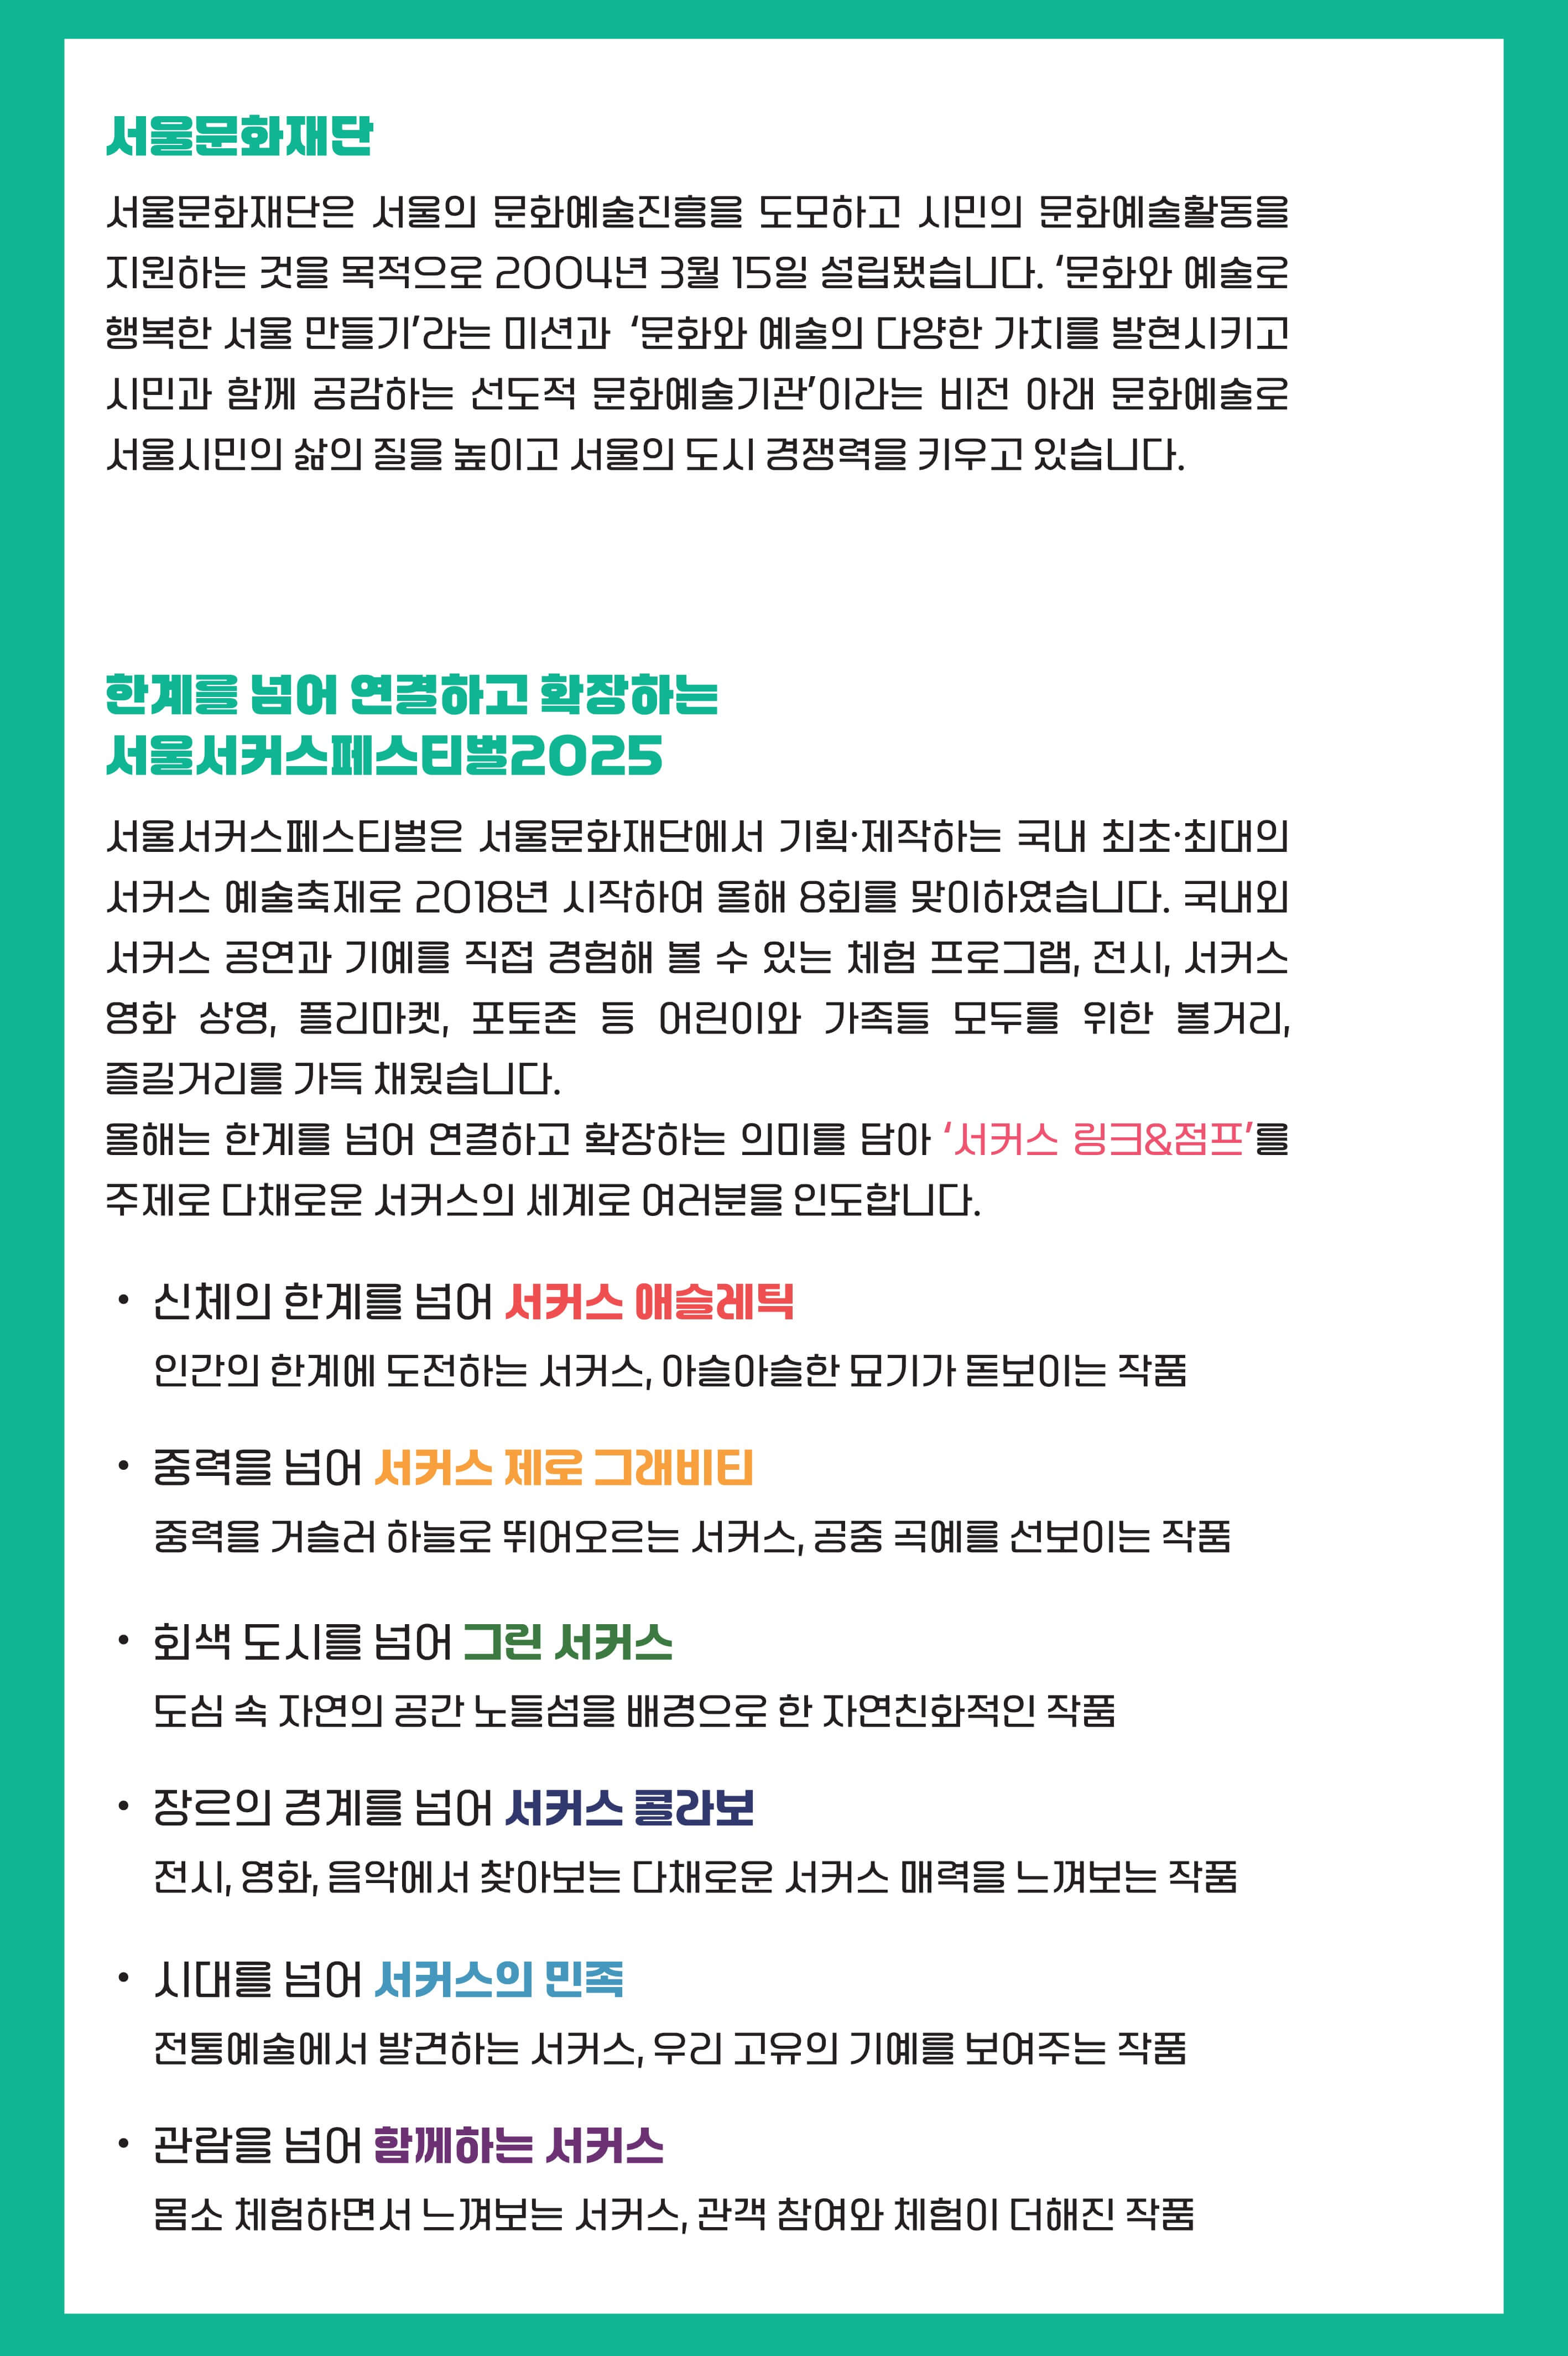 서울문화재단
서울문화재단은 서울의 문화예술진흥을 도모하고 시민의 문화예술활동을
지원하는 것을 목적으로 2004년 3월 15일 설립됐습니다. ‘문화와 예술로
행복한 서울 만들기’라는 미션과 ‘문화와 예술의 다양한 가치를 발현시키고
시민과 함께 공감하는 선도적 문화예술기관’이라는 비전 아래 문화예술로
서울시민의 삶의 질을 높이고 서울의 도시 경쟁력을 키우고 있습니다.
한계를 넘어 연결하고 확장하는
서울서커스페스티벌2025
서울서커스페스티벌은 서울문화재단에서 기획·제작하는 국내 최초·최대의
서커스 예술축제로 2018년 시작하여 올해 8회를 맞이하였습니다. 국내외
서커스 공연과 기예를 직접 경험해 볼 수 있는 체험 프로그램, 전시, 서커스
영화 상영, 플리마켓, 포토존 등 어린이와 가족들 모두를 위한 볼거리,
즐길거리를 가득 채웠습니다.
올해는 한계를 넘어 연결하고 확장하는 의미를 담아 ‘서커스 링크&점프’를
주제로 다채로운 서커스의 세계로 여러분을 인도합니다.
• 신체의 한계를 넘어 서커스 애슬레틱
인간의 한계에 도전하는 서커스, 아슬아슬한 묘기가 돋보이는 작품
• 중력을 넘어 서커스 제로 그래비티
중력을 거슬러 하늘로 뛰어오르는 서커스, 공중 곡예를 선보이는 작품
• 회색 도시를 넘어 그린 서커스
도심 속 자연의 공간 노들섬을 배경으로 한 자연친화적인 작품
• 장르의 경계를 넘어 서커스 콜라보
전시, 영화, 음악에서 찾아보는 다채로운 서커스 매력을 느껴보는 작품
• 시대를 넘어 서커스의 민족
전통예술에서 발견하는 서커스, 우리 고유의 기예를 보여주는 작품
• 관람을 넘어 함께하는 서커스
몸소 체험하면서 느껴보는 서커스, 관객 참여와 체험이 더해진 작품